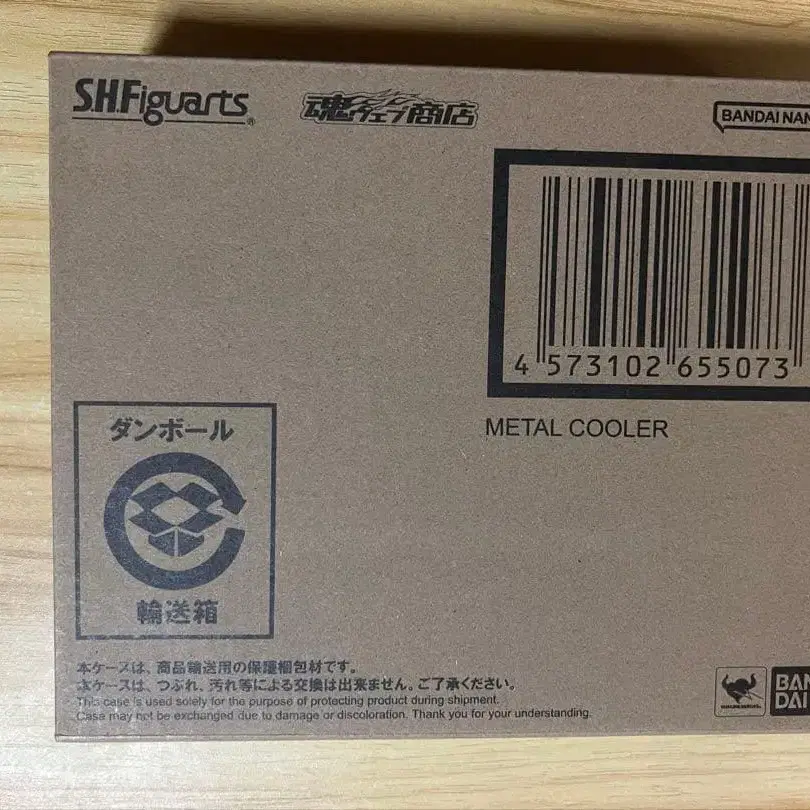 S.H.Figuarts ®
魂ウェブ商店
BANDAI NAM
4 573102 655073
METAL COOLER
ダンボール
輸送箱
本ケースは、商品輸送用の保護梱包材です。
本ケースは、つぶれ、汚れ等による交換は出来ません。ご了承ください。
This case is used solely for the purpose of protecting product during shipment.
Case may not be exchanged due to damage or discoloration. Thank you for your understanding.
BAN
DAI